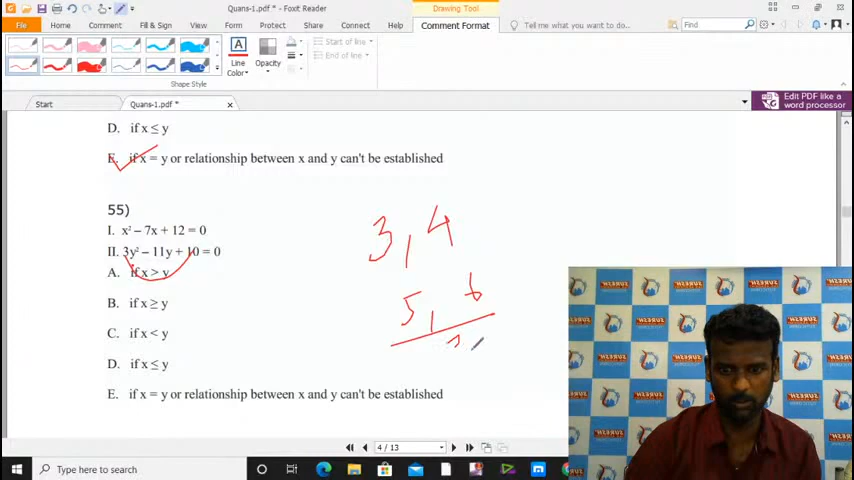 Quans-1.pdf * - Foxit Reader
Drawing Tool
File
Home
Comment
Fill & Sign
View
Form
Protect
Share
Connect
Help
Comment Format
Tell me what you want to do...
Line Color
Opacity
Start of line
End of line
Shape Style
Start
Quans-1.pdf *
Edit PDF like a word processor
D. if x ≤ y
E. if x = y or relationship between x and y can't be established
55)
I. x² – 7x + 12 = 0
II. 3y² – 11y + 10 = 0
A. if x > y
B. if x ≥ y
C. if x < y
D. if x ≤ y
E. if x = y or relationship between x and y can't be established
3, 4
5, 6
SURESH
4 / 13
Type here to search